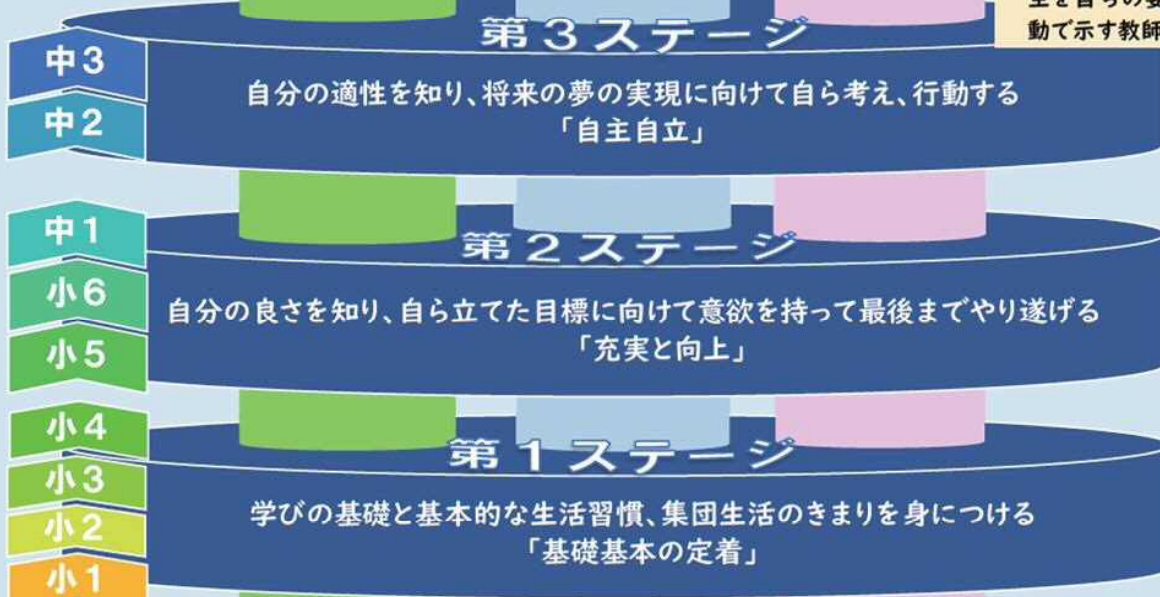 動で示す教師
第3ステージ
中3
自分の適性を知り、将来の夢の実現に向けて自ら考え、行動する
中2
「自主自立」
中1
第2ステージ
小6
自分の良さを知り、自ら立てた目標に向けて意欲を持って最後までやり遂げる
「充実と向上」
小5
小4
第1ステージ
小3
学びの基礎と基本的な生活習慣、集団生活のきまりを身につける
小2
「基礎基本の定着」
小1